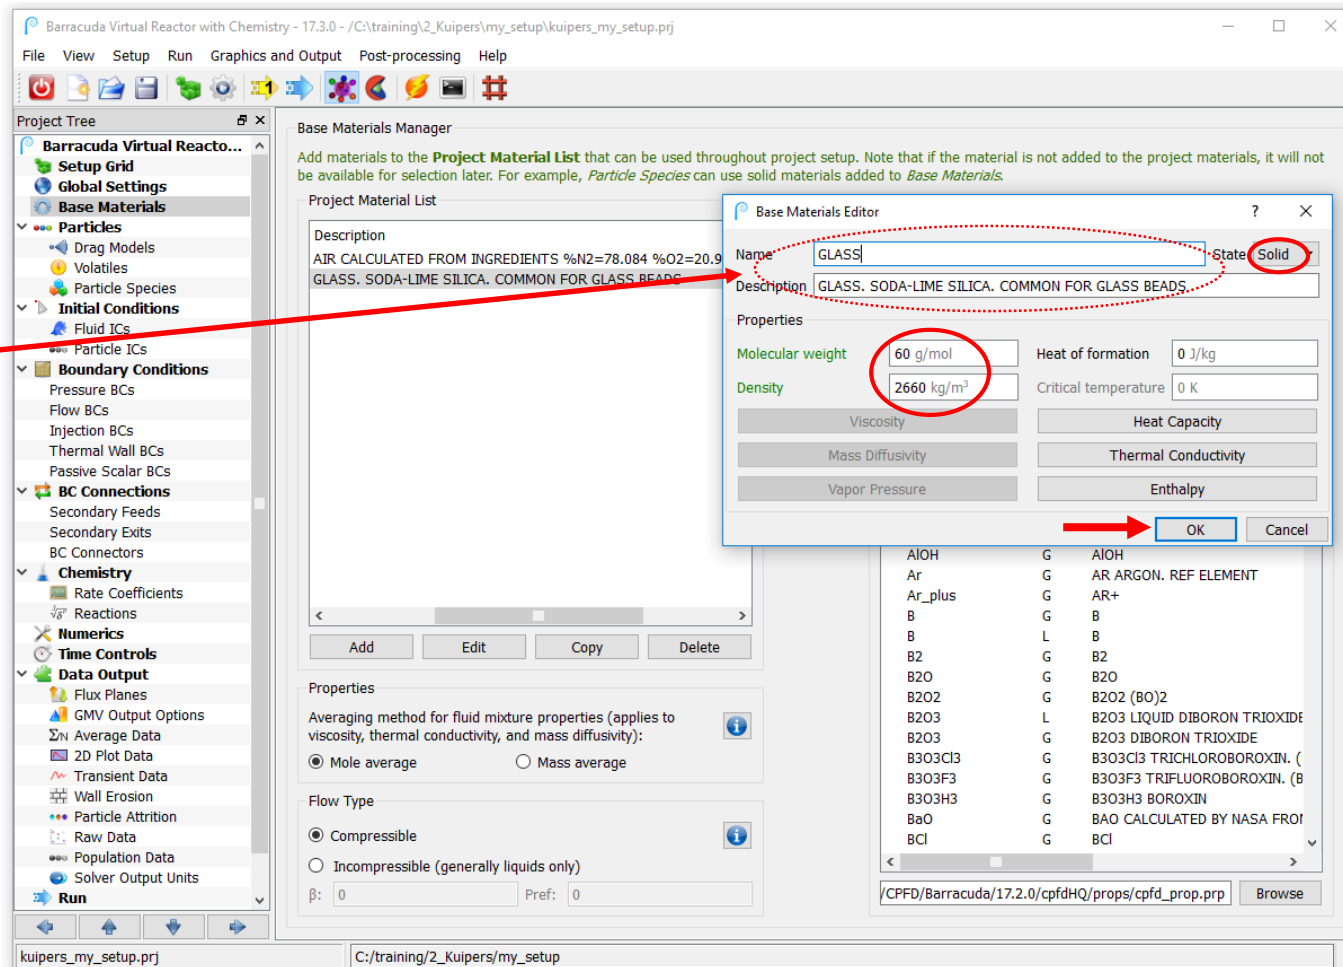 Barracuda Virtual Reactor with Chemistry - 17.3.0 - /C:\training\2_Kuipers\my_setup\kuipers_my_setup.prj
File View Setup Run Graphics and Output Post-processing Help
Project Tree
Barracuda Virtual Reacto...
Setup Grid
Global Settings
Base Materials
Particles
Drag Models
Volatiles
Particle Species
Initial Conditions
Fluid ICs
Particle ICs
Boundary Conditions
Pressure BCs
Flow BCs
Injection BCs
Thermal Wall BCs
Passive Scalar BCs
BC Connections
Secondary Feeds
Secondary Exits
BC Connectors
Chemistry
Rate Coefficients
Reactions
Numerics
Time Controls
Data Output
Flux Planes
GMV Output Options
Average Data
2D Plot Data
Transient Data
Wall Erosion
Particle Attrition
Raw Data
Population Data
Solver Output Units
Run
Base Materials Manager
Add materials to the Project Material List that can be used throughout project setup. Note that if the material is not added to the project materials, it will not
be available for selection later. For example, Particle Species can use solid materials added to Base Materials.
Project Material List
Description
AIR CALCULATED FROM INGREDIENTS %N2=78.084 %O2=20.9
GLASS. SODA-LIME SILICA. COMMON FOR GLASS BEADS
Add Edit Copy Delete
Properties
Averaging method for fluid mixture properties (applies to
viscosity, thermal conductivity, and mass diffusivity):
Mole average Mass average
Flow Type
Compressible
Incompressible (generally liquids only)
β: 0 Pref: 0
Base Materials Editor
Name GLASS State Solid
Description GLASS. SODA-LIME SILICA. COMMON FOR GLASS BEADS.
Properties
Molecular weight 60 g/mol Heat of formation 0 J/kg
Density 2660 kg/m³ Critical temperature 0 K
Viscosity Heat Capacity
Mass Diffusivity Thermal Conductivity
Vapor Pressure Enthalpy
OK Cancel
AlOH G AlOH
Ar G AR ARGON. REF ELEMENT
Ar_plus G AR+
B G B
B L B
B2 G B2
B2O G B2O
B2O2 G B2O2 (BO)2
B2O3 L B2O3 LIQUID DIBORON TRIOXIDE
B2O3 G B2O3 DIBORON TRIOXIDE
B3O3Cl3 G B3O3Cl3 TRICHLOROBOROXIN. (
B3O3F3 G B3O3F3 TRIFLUOROBOROXIN. (B
B3O3H3 G B3O3H3 BOROXIN
BaO G BAO CALCULATED BY NASA FROM
BCl G BCl
/CPFD/Barracuda/17.2.0/cpfdHQ/props/cpfd_prop.prp Browse
kuipers_my_setup.prj C:/training/2_Kuipers/my_setup